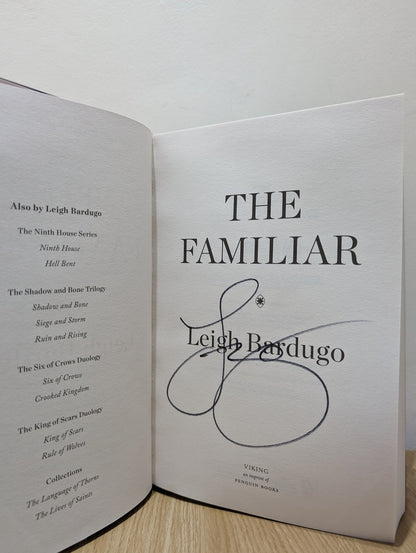 Also by Leigh Bardugo
The Ninth House Series
Ninth House
Hell Bent
The Shadow and Bone Trilogy
Shadow and Bone
Siege and Storm
Ruin and Rising
The Six of Crows Duology
Six of Crows
Crooked Kingdom
The King of Scars Duology
King of Scars
Rule of Wolves
Collections
The Language of Thorns
The Lives of Saints
THE
FAMILIAR
Leigh Bardugo
VIKING
an imprint of
PENGUIN BOOKS